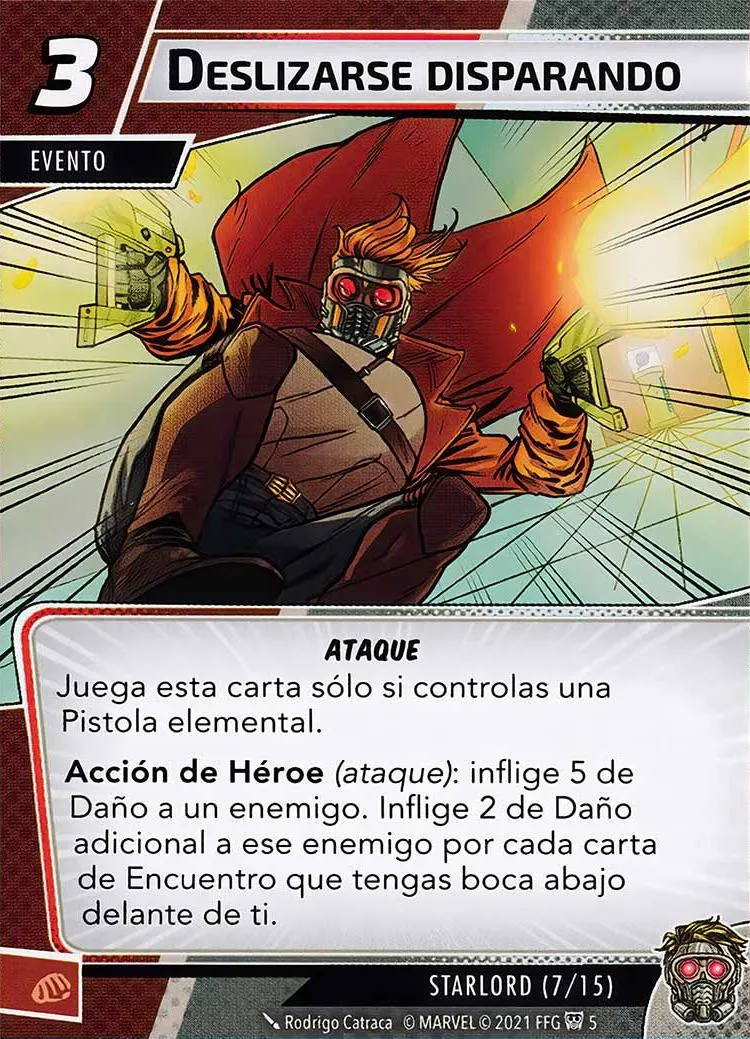 3
DESLIZARSE DISPARANDO
EVENTO
ATAQUE
Juega esta carta sólo si controlas una
Pistola elemental.
Acción de Héroe (ataque): inflige 5 de
Daño a un enemigo. Inflige 2 de Daño
adicional a ese enemigo por cada carta
de Encuentro que tengas boca abajo
delante de ti.
STARLORD (7/15)
Rodrigo Catraca © MARVEL © 2021 FFG 5